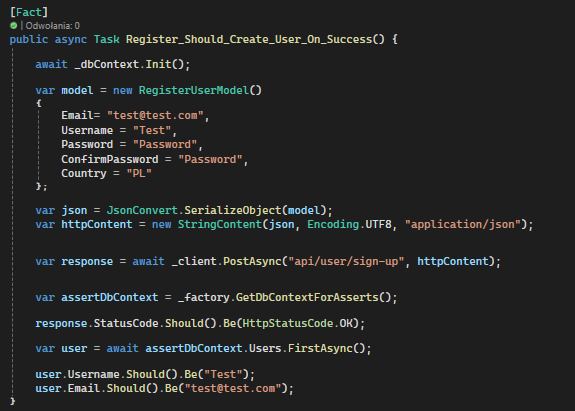 [Fact]
| Odwołania: 0
public async Task Register_Should_Create_User_On_Success() {
await _dbContext.Init();
var model = new RegisterUserModel()
{
Email= "test@test.com",
Username = "Test",
Password = "Password",
ConfirmPassword = "Password",
Country = "PL"
};
var json = JsonConvert.SerializeObject(model);
var httpContent = new StringContent(json, Encoding.UTF8, "application/json");
var response = await _client.PostAsync("api/user/sign-up", httpContent);
var assertDbContext = _factory.GetDbContextForAsserts();
response.StatusCode.Should().Be(HttpStatusCode.OK);
var user = await assertDbContext.Users.FirstAsync();
user.Username.Should().Be("Test");
user.Email.Should().Be("test@test.com");
}